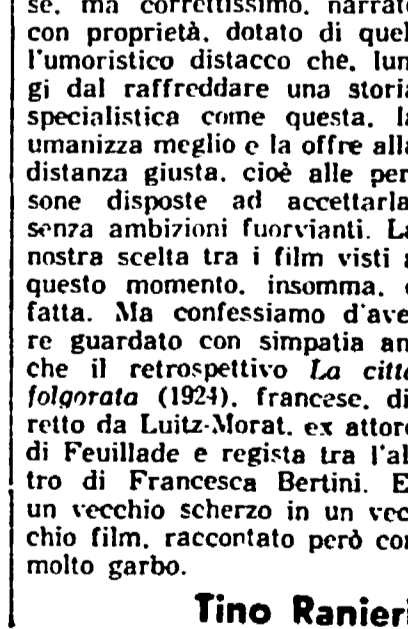 se, ma correttissimo, narrato
con proprietà, dotato di quel
l'umoristico distacco che, lun
gi dal raffreddare una storia
specialistica come questa, la
umanizza meglio e la offre alla
distanza giusta, cioè alle per
sone disposte ad accettarla
senza ambizioni fuorvianti. La
nostra scelta tra i film visti a
questo momento, insomma, è
fatta. Ma confessiamo d'ave
re guardato con simpatia an
che il retrospettivo La città
folgorata (1924), francese, di
retto da Luitz-Morat, ex attore
di Feuillade e regista tra l'al
tro di Francesca Bertini. E'
un vecchio scherzo in un vec
chio film, raccontato però con
molto garbo.
Tino Ranieri